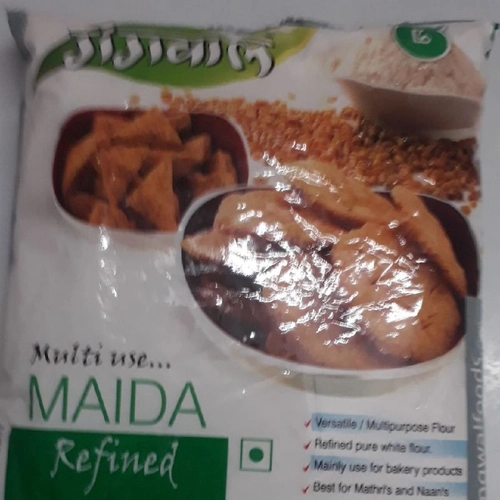 गंगवाल
Multi use...
MAIDA
Refined
Versatile / Multipurpose Flour
Refined pure white flour.
Mainly use for bakery products
Best for Mathri's and Naan's